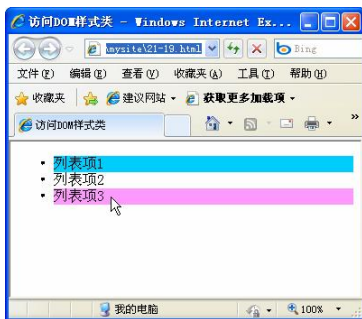 访问DOM样式类 - Windows Internet Ex...
\mysite\21-19.html
Bing
文件(F) 编辑(E) 查看(V) 收藏夹(A) 工具(T) 帮助(H)
收藏夹 建议网站 获取更多附加项
访问DOM样式类
列表项1
列表项2
列表项3
我的电脑 100%